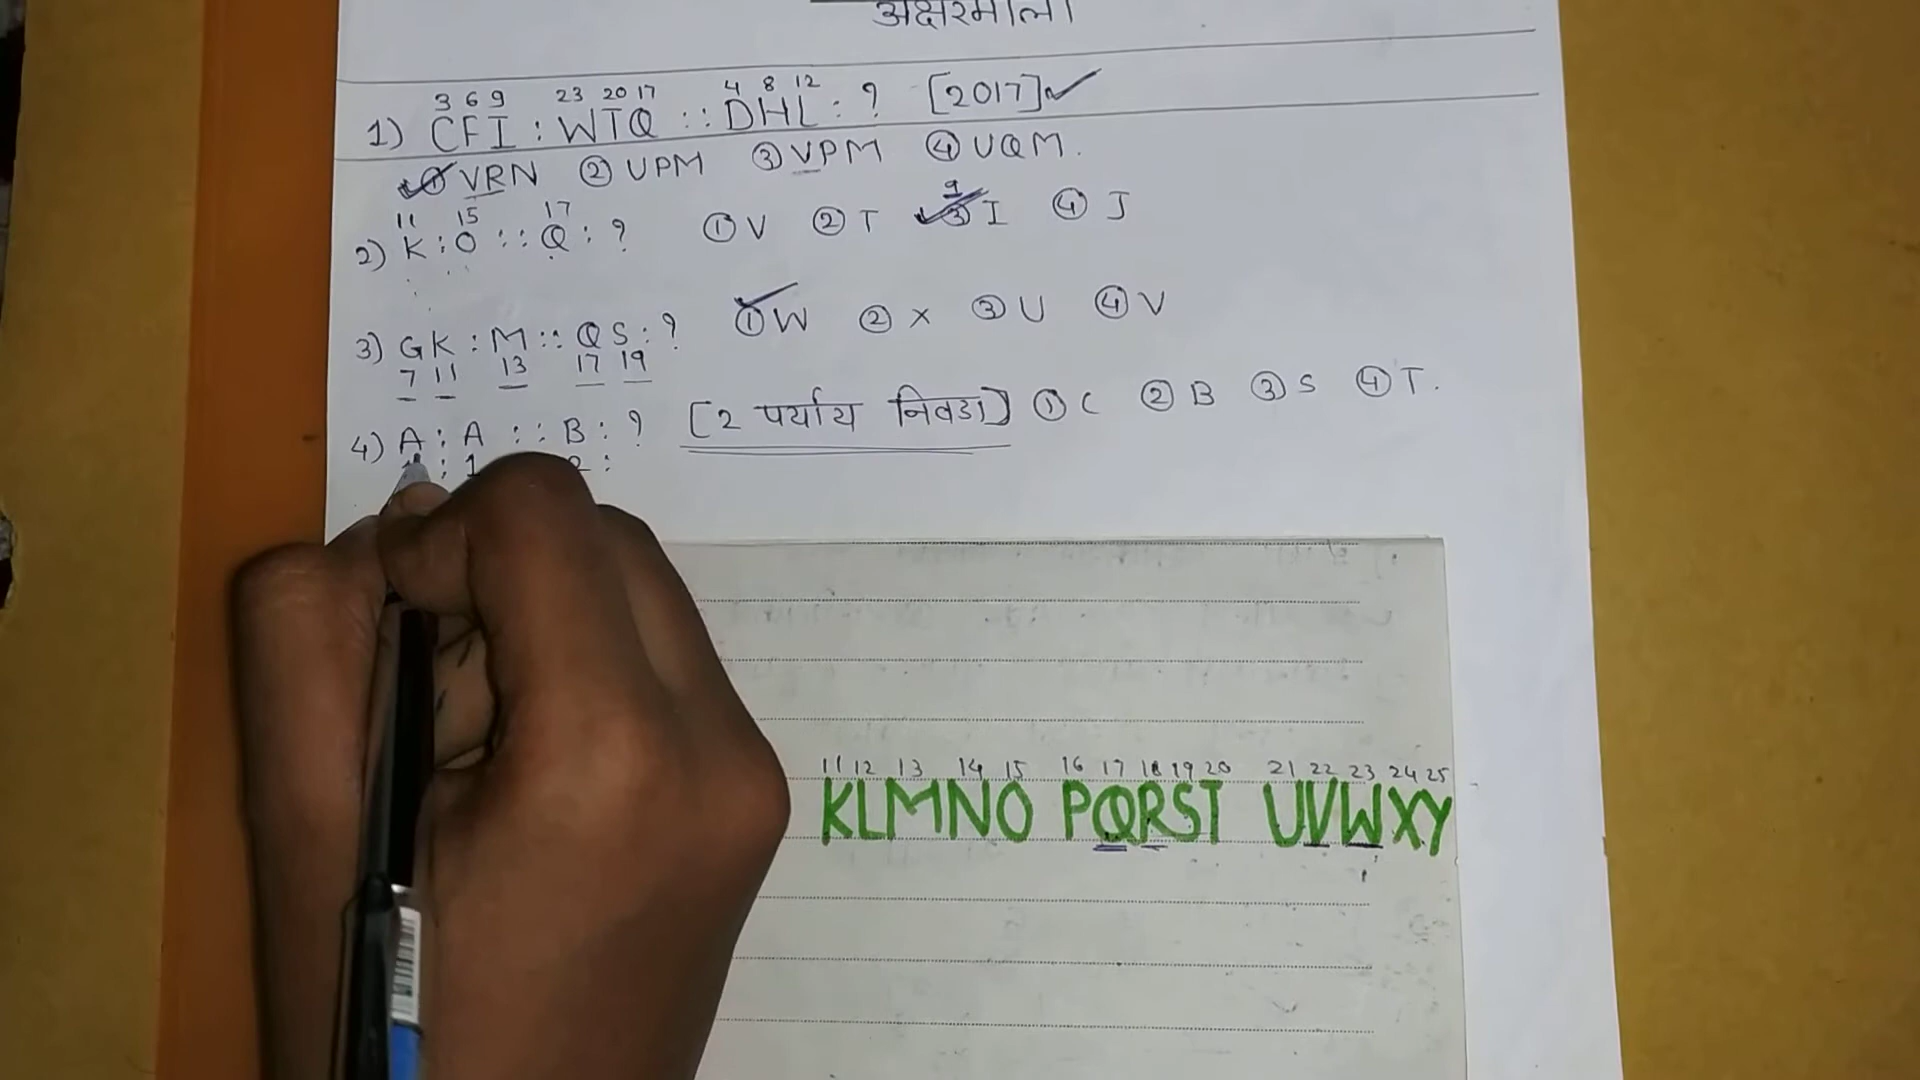 अक्षरमाला
3 6 9 23 20 17 4 8 12
1) CFI : WTQ :: DHL : ? [2017] ✓
① VRN ② UPM ③ VPM ④ UQM.
11 15 17 9
2) K : O :: Q : ? ① V ② T ③ I ④ J
3) GK : M :: QS : ? ① W ② X ③ U ④ V
7 11 13 17 19
4) A : A :: B : ? [2 पर्याय निवडा] ① C ② B ③ S ④ T.
: 1 2 :
11 12 13 14 15 16 17 18 19 20 21 22 23 24 25
KLMNO PQRST UVWXY